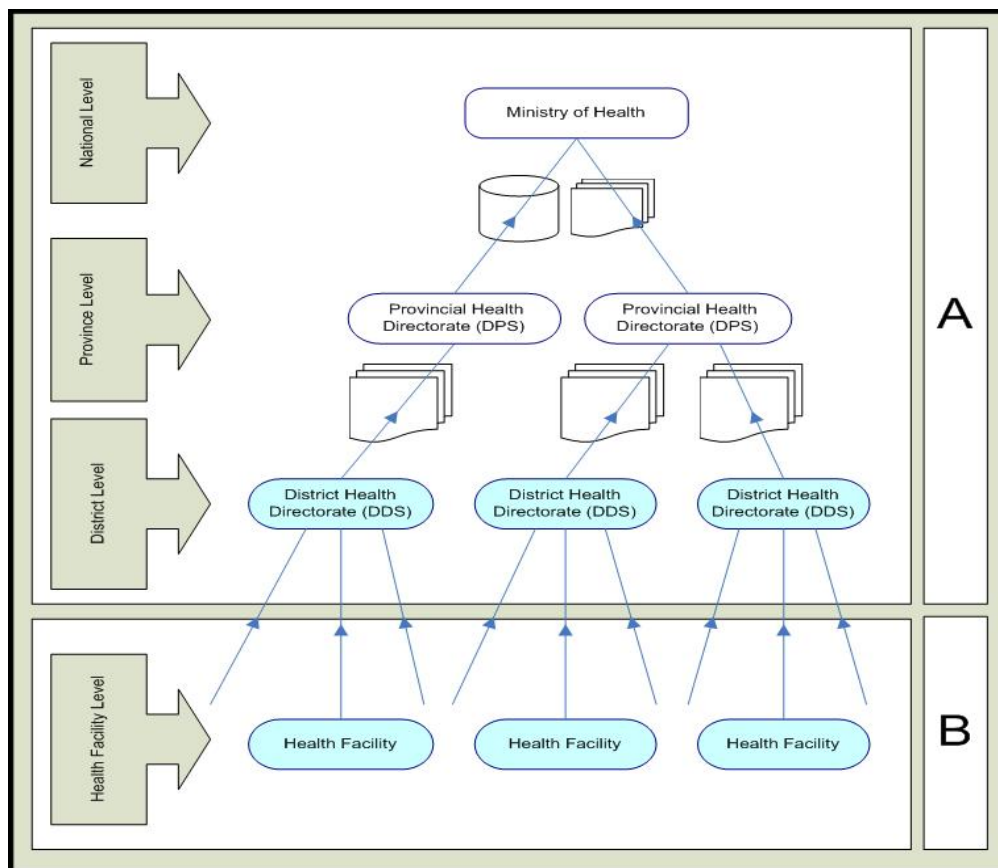 National Level
Ministry of Health
A
Province Level
Provincial Health
Directorate (DPS)
Provincial Health
Directorate (DPS)
District Level
District Health
Directorate (DDS)
District Health
Directorate (DDS)
District Health
Directorate (DDS)
Health Facility Level
Health Facility
Health Facility
Health Facility
B